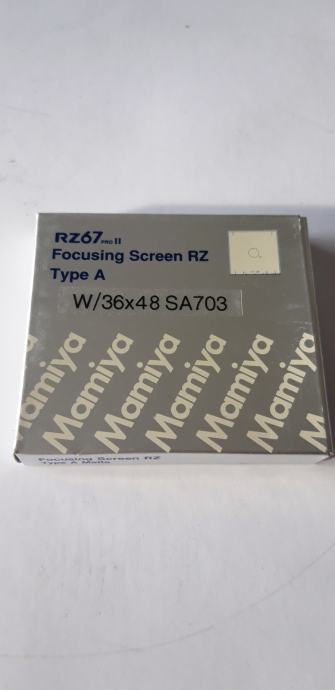 RZ67 PRO II
Focusing Screen RZ
Type A
W/36x48 SA703
Mamiya Mamiya Mamiya Mamiya Mamiya Mamiya
Focusing Screen RZ
Type A Matte